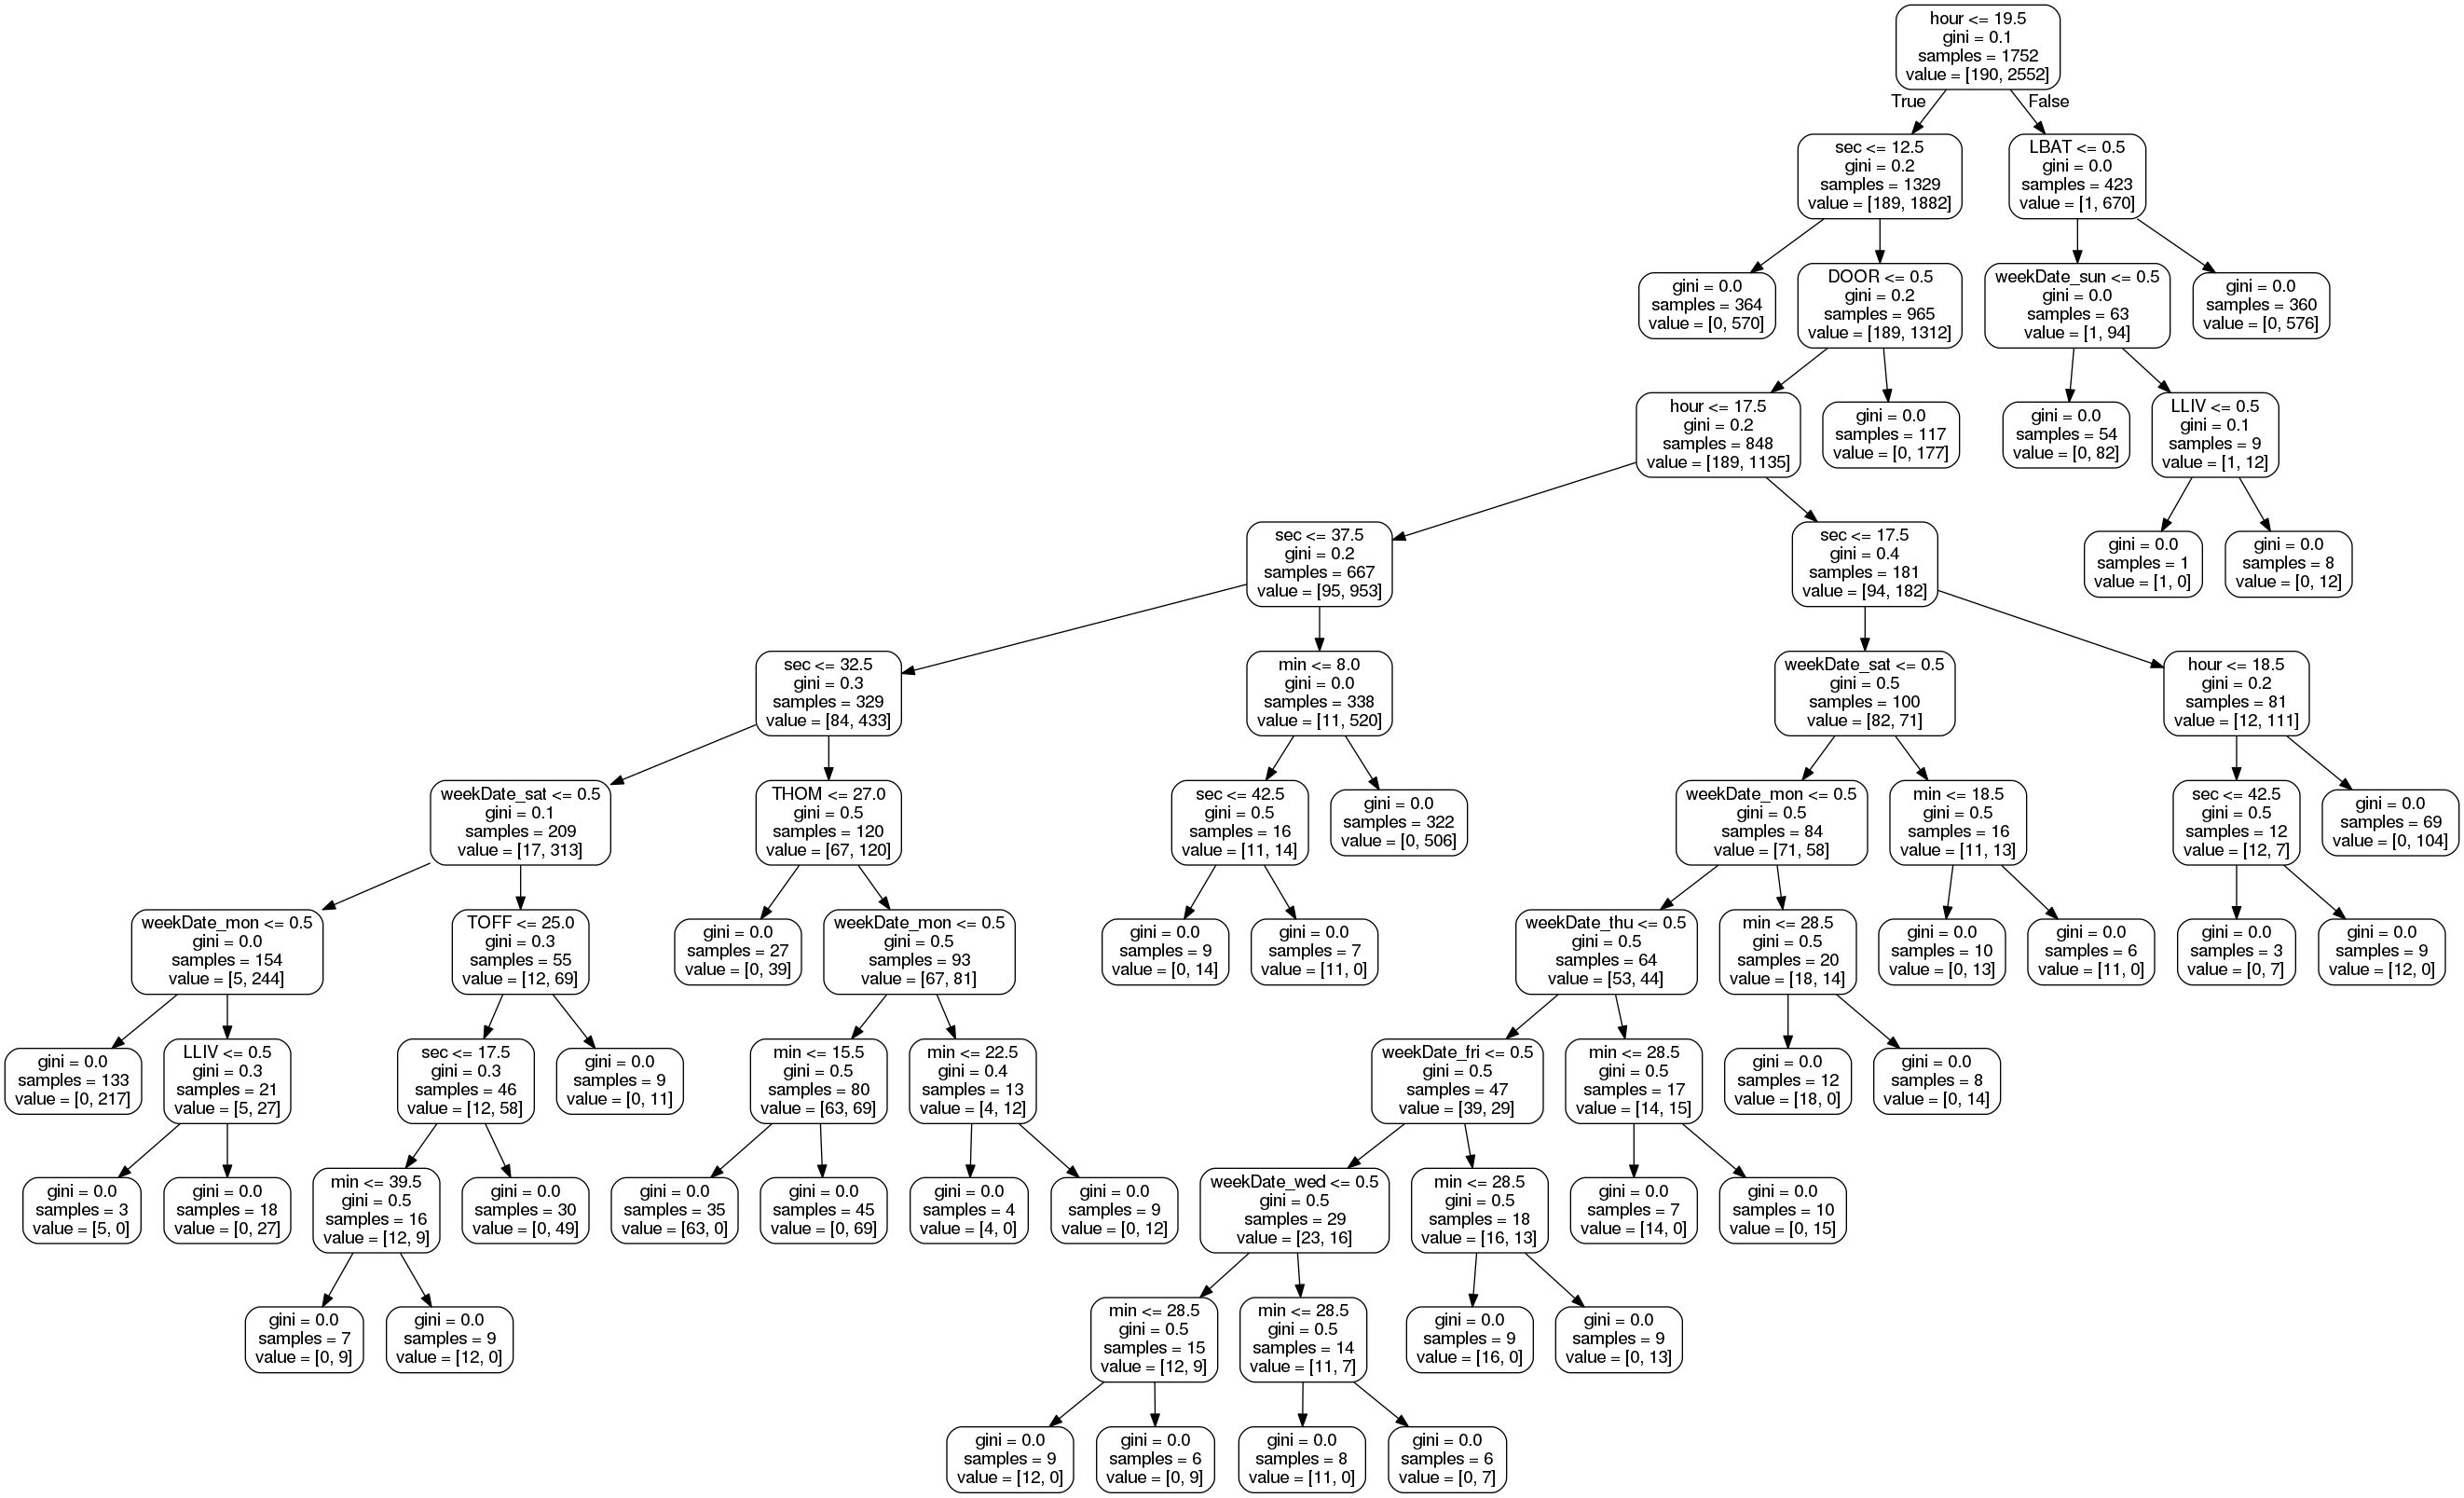 hour <= 19.5
gini = 0.1
samples = 1752
value = [190, 2552]
True
False
sec <= 12.5
gini = 0.2
samples = 1329
value = [189, 1882]
LBAT <= 0.5
gini = 0.0
samples = 423
value = [1, 670]
gini = 0.0
samples = 364
value = [0, 570]
DOOR <= 0.5
gini = 0.2
samples = 965
value = [189, 1312]
weekDate_sun <= 0.5
gini = 0.0
samples = 63
value = [1, 94]
gini = 0.0
samples = 360
value = [0, 576]
hour <= 17.5
gini = 0.2
samples = 848
value = [189, 1135]
gini = 0.0
samples = 117
value = [0, 177]
gini = 0.0
samples = 54
value = [0, 82]
LLIV <= 0.5
gini = 0.1
samples = 9
value = [1, 12]
sec <= 37.5
gini = 0.2
samples = 667
value = [95, 953]
sec <= 17.5
gini = 0.4
samples = 181
value = [94, 182]
gini = 0.0
samples = 1
value = [1, 0]
gini = 0.0
samples = 8
value = [0, 12]
sec <= 32.5
gini = 0.3
samples = 329
value = [84, 433]
min <= 8.0
gini = 0.0
samples = 338
value = [11, 520]
weekDate_sat <= 0.5
gini = 0.5
samples = 100
value = [82, 71]
hour <= 18.5
gini = 0.2
samples = 81
value = [12, 111]
weekDate_sat <= 0.5
gini = 0.1
samples = 209
value = [17, 313]
THOM <= 27.0
gini = 0.5
samples = 120
value = [67, 120]
sec <= 42.5
gini = 0.5
samples = 16
value = [11, 14]
gini = 0.0
samples = 322
value = [0, 506]
weekDate_mon <= 0.5
gini = 0.5
samples = 84
value = [71, 58]
min <= 18.5
gini = 0.5
samples = 16
value = [11, 13]
sec <= 42.5
gini = 0.5
samples = 12
value = [12, 7]
gini = 0.0
samples = 69
value = [0, 104]
weekDate_mon <= 0.5
gini = 0.0
samples = 154
value = [5, 244]
TOFF <= 25.0
gini = 0.3
samples = 55
value = [12, 69]
gini = 0.0
samples = 27
value = [0, 39]
weekDate_mon <= 0.5
gini = 0.5
samples = 93
value = [67, 81]
gini = 0.0
samples = 9
value = [0, 14]
gini = 0.0
samples = 7
value = [11, 0]
weekDate_thu <= 0.5
gini = 0.5
samples = 64
value = [53, 44]
min <= 28.5
gini = 0.5
samples = 20
value = [18, 14]
gini = 0.0
samples = 10
value = [0, 13]
gini = 0.0
samples = 6
value = [11, 0]
gini = 0.0
samples = 3
value = [0, 7]
gini = 0.0
samples = 9
value = [12, 0]
gini = 0.0
samples = 133
value = [0, 217]
LLIV <= 0.5
gini = 0.3
samples = 21
value = [5, 27]
sec <= 17.5
gini = 0.3
samples = 46
value = [12, 58]
gini = 0.0
samples = 9
value = [0, 11]
min <= 15.5
gini = 0.5
samples = 80
value = [63, 69]
min <= 22.5
gini = 0.4
samples = 13
value = [4, 12]
weekDate_fri <= 0.5
gini = 0.5
samples = 47
value = [39, 29]
min <= 28.5
gini = 0.5
samples = 17
value = [14, 15]
gini = 0.0
samples = 12
value = [18, 0]
gini = 0.0
samples = 8
value = [0, 14]
gini = 0.0
samples = 3
value = [5, 0]
gini = 0.0
samples = 18
value = [0, 27]
min <= 39.5
gini = 0.5
samples = 16
value = [12, 9]
gini = 0.0
samples = 30
value = [0, 49]
gini = 0.0
samples = 35
value = [63, 0]
gini = 0.0
samples = 45
value = [0, 69]
gini = 0.0
samples = 4
value = [4, 0]
gini = 0.0
samples = 9
value = [0, 12]
weekDate_wed <= 0.5
gini = 0.5
samples = 29
value = [23, 16]
min <= 28.5
gini = 0.5
samples = 18
value = [16, 13]
gini = 0.0
samples = 7
value = [14, 0]
gini = 0.0
samples = 10
value = [0, 15]
gini = 0.0
samples = 7
value = [0, 9]
gini = 0.0
samples = 9
value = [12, 0]
min <= 28.5
gini = 0.5
samples = 15
value = [12, 9]
min <= 28.5
gini = 0.5
samples = 14
value = [11, 7]
gini = 0.0
samples = 9
value = [16, 0]
gini = 0.0
samples = 9
value = [0, 13]
gini = 0.0
samples = 9
value = [12, 0]
gini = 0.0
samples = 6
value = [0, 9]
gini = 0.0
samples = 8
value = [11, 0]
gini = 0.0
samples = 6
value = [0, 7]